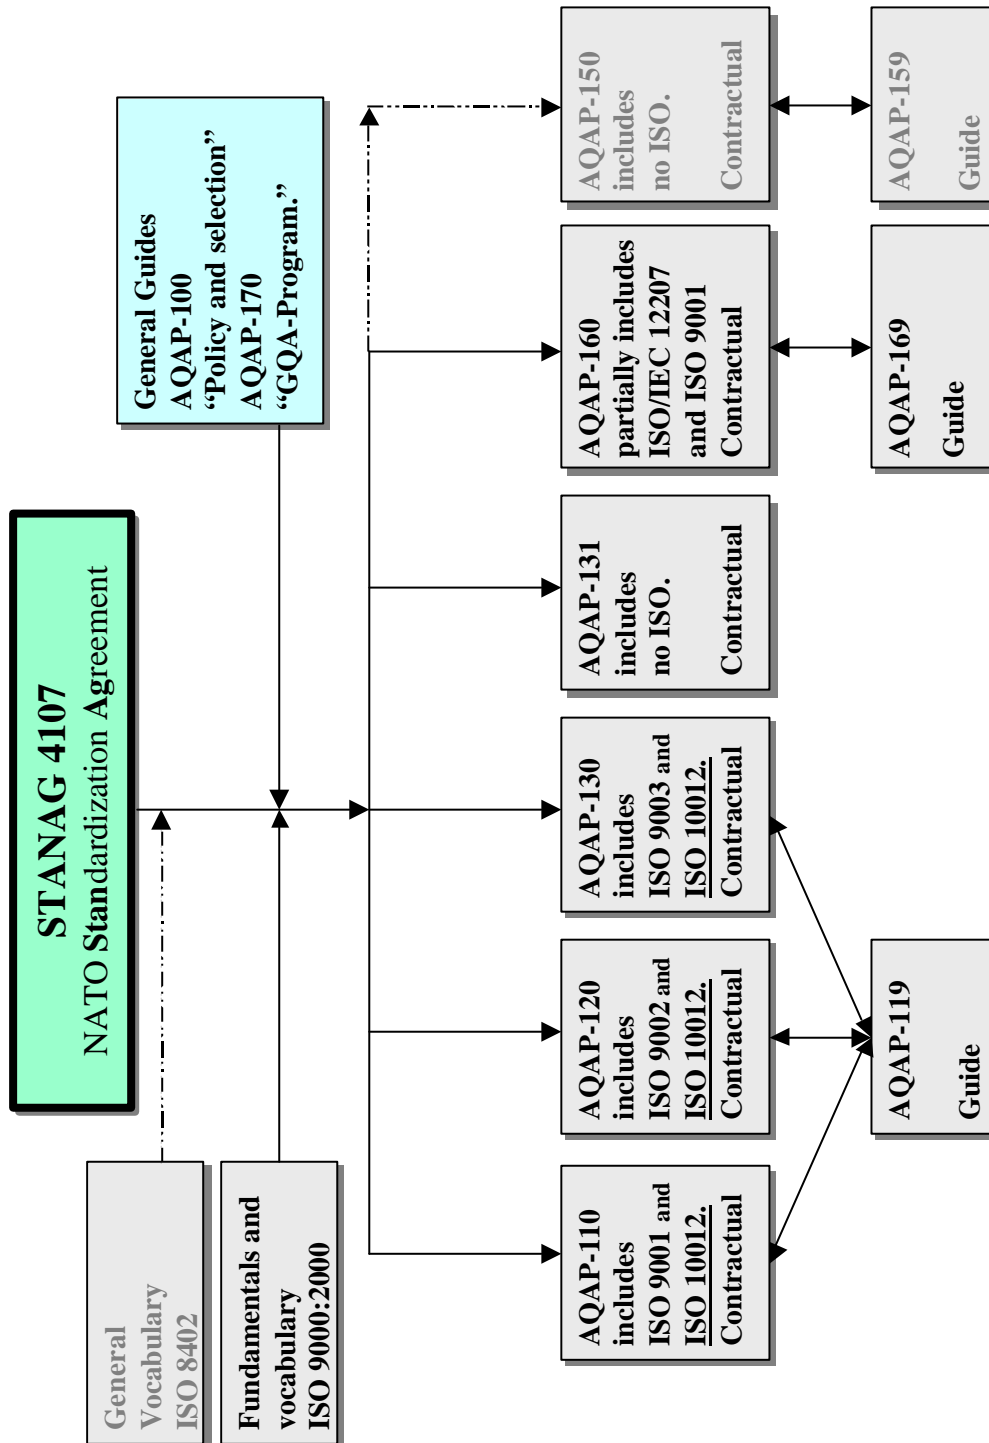 STANAG 4107
NATO Standardization Agreement
General
Vocabulary
ISO 8402
Fundamentals and
vocabulary
ISO 9000:2000
General Guides
AQAP-100
“Policy and selection”
AQAP-170
“GQA-Program.”
AQAP-110
includes
ISO 9001 and
ISO 10012.
Contractual
AQAP-120
includes
ISO 9002 and
ISO 10012.
Contractual
AQAP-130
includes
ISO 9003 and
ISO 10012.
Contractual
AQAP-131
includes
no ISO.
Contractual
AQAP-160
partially includes
ISO/IEC 12207
and ISO 9001
Contractual
AQAP-150
includes
no ISO.
Contractual
AQAP-119
Guide
AQAP-169
Guide
AQAP-159
Guide